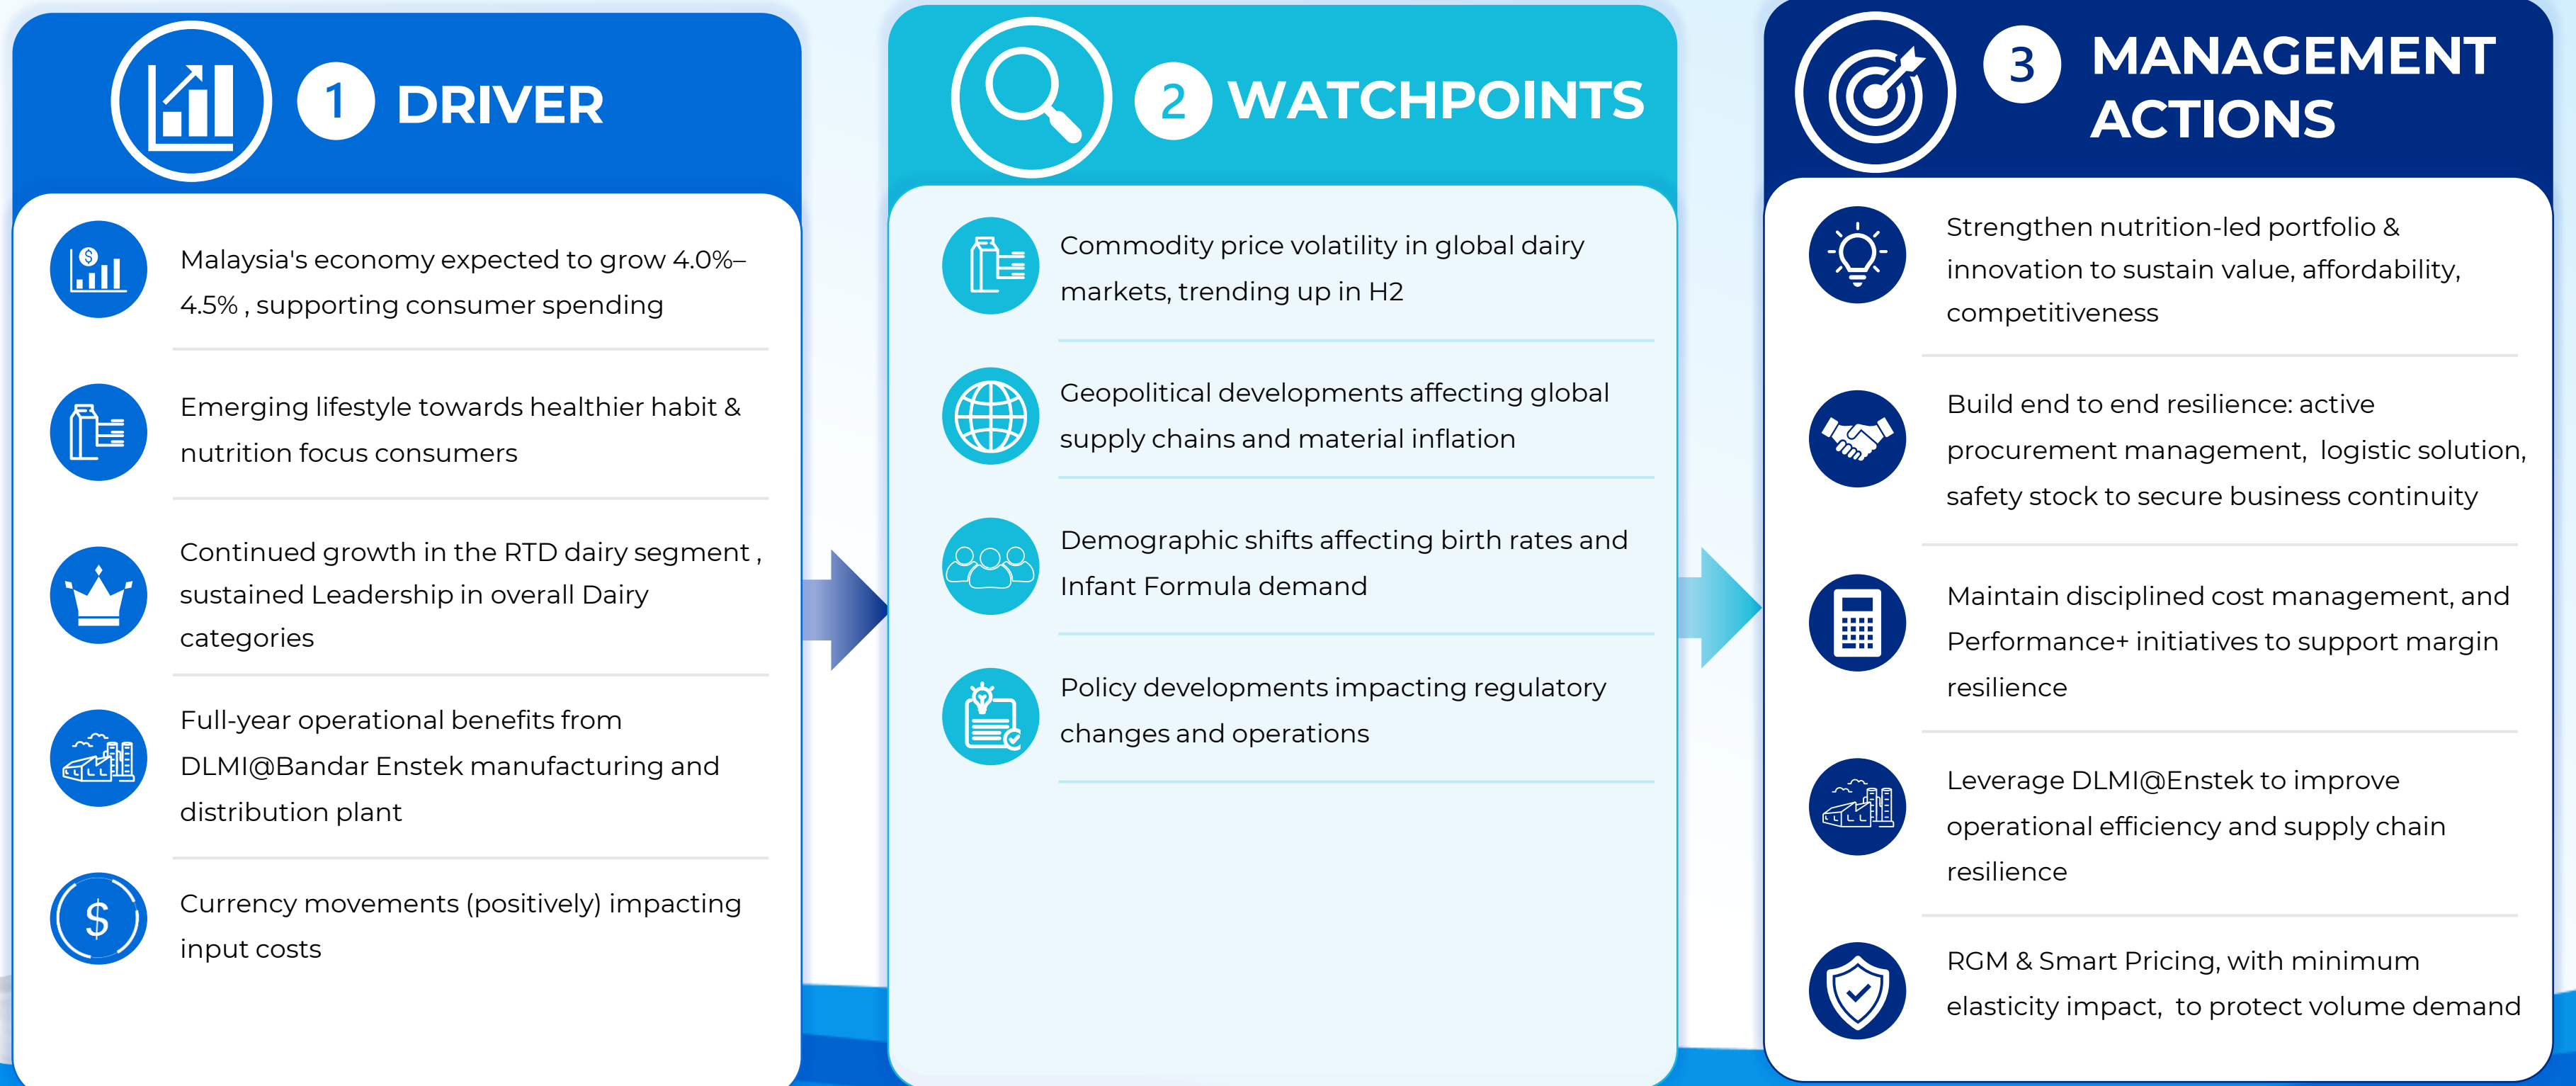 1 DRIVER
Malaysia's economy expected to grow 4.0%–
4.5% , supporting consumer spending
Emerging lifestyle towards healthier habit &
nutrition focus consumers
Continued growth in the RTD dairy segment ,
sustained Leadership in overall Dairy
categories
Full-year operational benefits from
DLMI@Bandar Enstek manufacturing and
distribution plant
$
Currency movements (positively) impacting
input costs
2 WATCHPOINTS
Commodity price volatility in global dairy
markets, trending up in H2
Geopolitical developments affecting global
supply chains and material inflation
Demographic shifts affecting birth rates and
Infant Formula demand
Policy developments impacting regulatory
changes and operations
3 MANAGEMENT
ACTIONS
Strengthen nutrition-led portfolio &
innovation to sustain value, affordability,
competitiveness
Build end to end resilience: active
procurement management,  logistic solution,
safety stock to secure business continuity
Maintain disciplined cost management, and
Performance+ initiatives to support margin
resilience
Leverage DLMI@Enstek to improve
operational efficiency and supply chain
resilience
RGM & Smart Pricing, with minimum
elasticity impact,  to protect volume demand